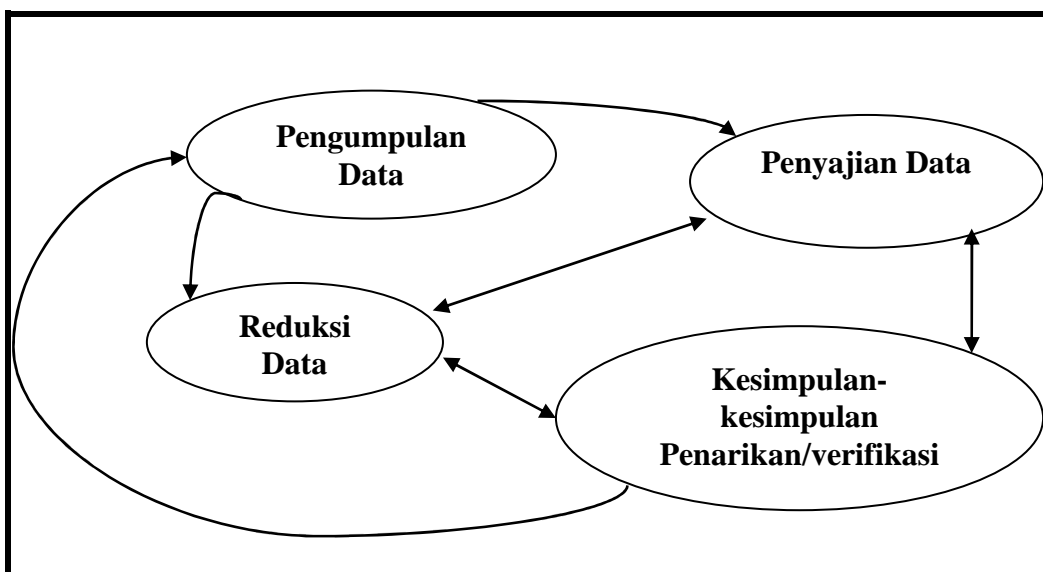 Pengumpulan
Data
Penyajian Data
Reduksi
Data
Kesimpulan-
kesimpulan
Penarikan/verifikasi